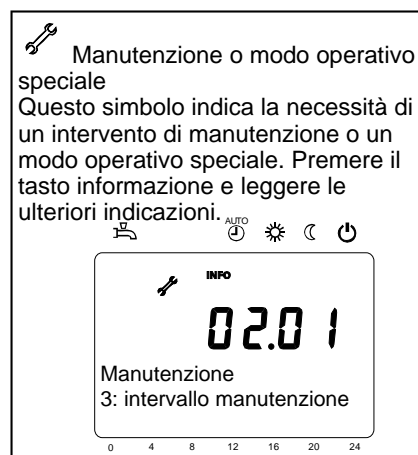 Manutenzione o modo operativo
speciale
Questo simbolo indica la necessità di
un intervento di manutenzione o un
modo operativo speciale. Premere il
tasto informazione e leggere le
ulteriori indicazioni.
AUTO
INFO
02.01
Manutenzione
3: intervallo manutenzione
0 4 8 12 16 20 24